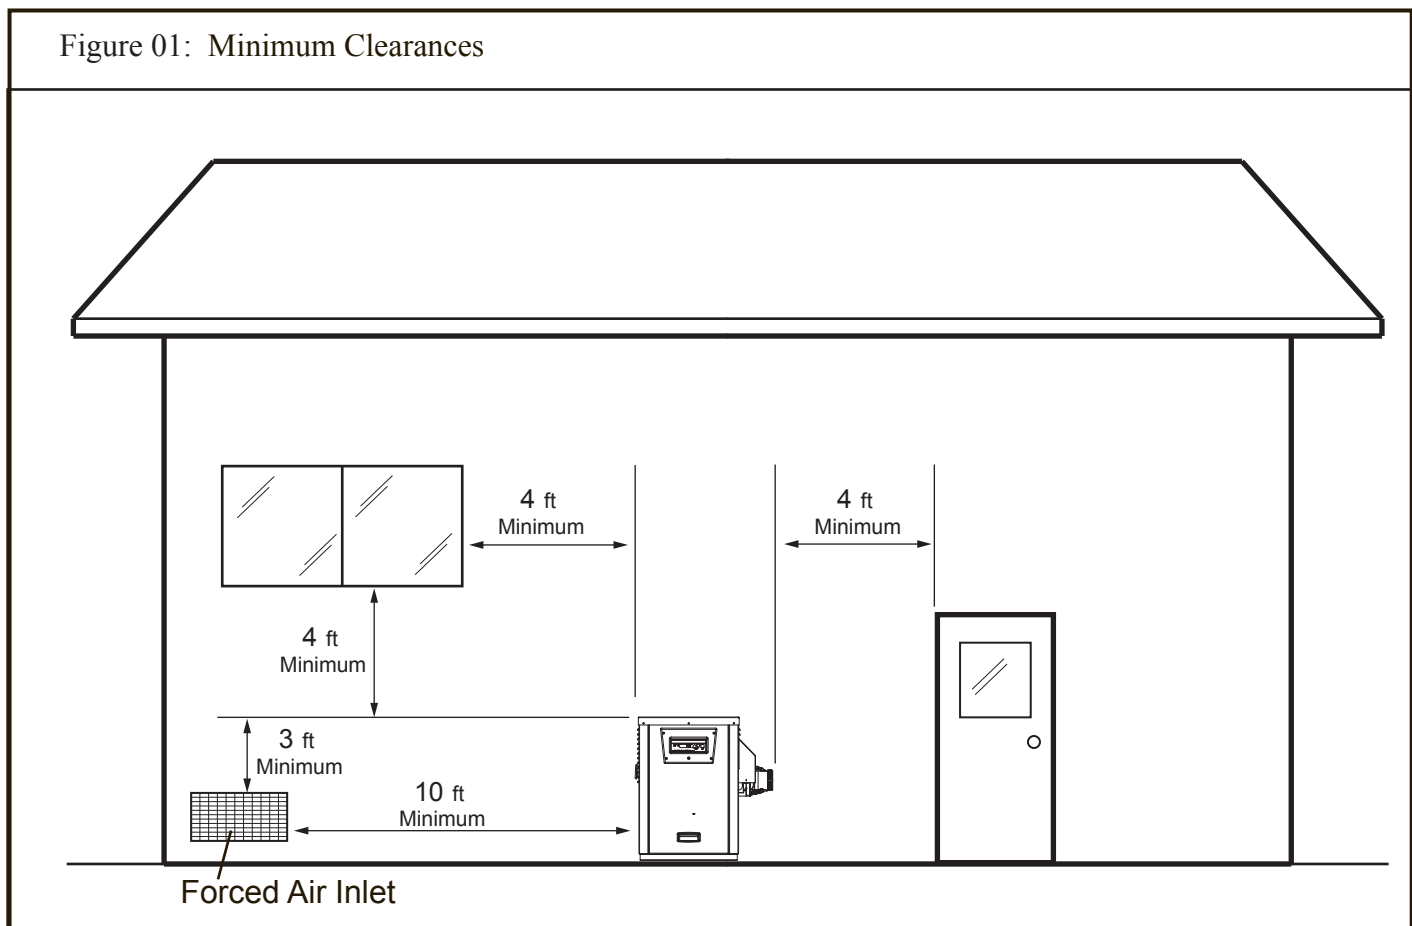 Figure 01: Minimum Clearances
4 ft
Minimum
4 ft
Minimum
4 ft
Minimum
3 ft
Minimum
10 ft
Minimum
Forced Air Inlet